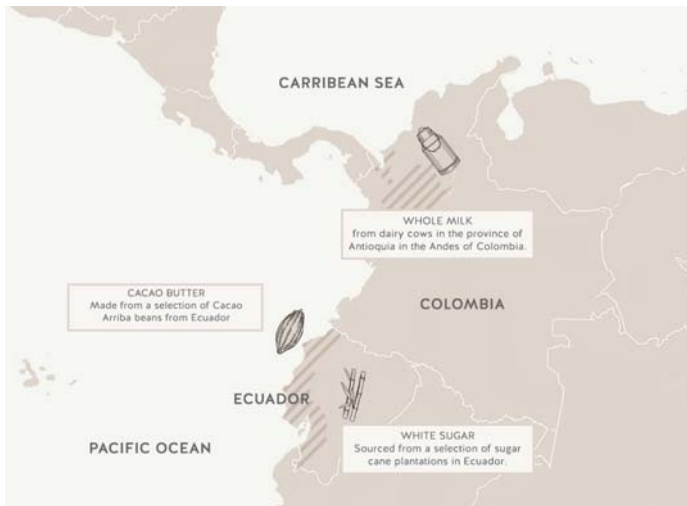 CARRIBEAN SEA
WHOLE MILK
from dairy cows in the province of
Antioquia in the Andes of Colombia.
CACAO BUTTER
Made from a selection of Cacao
Arriba beans from Ecuador
COLOMBIA
ECUADOR
WHITE SUGAR
Sourced from a selection of sugar
cane plantations in Ecuador.
PACIFIC OCEAN